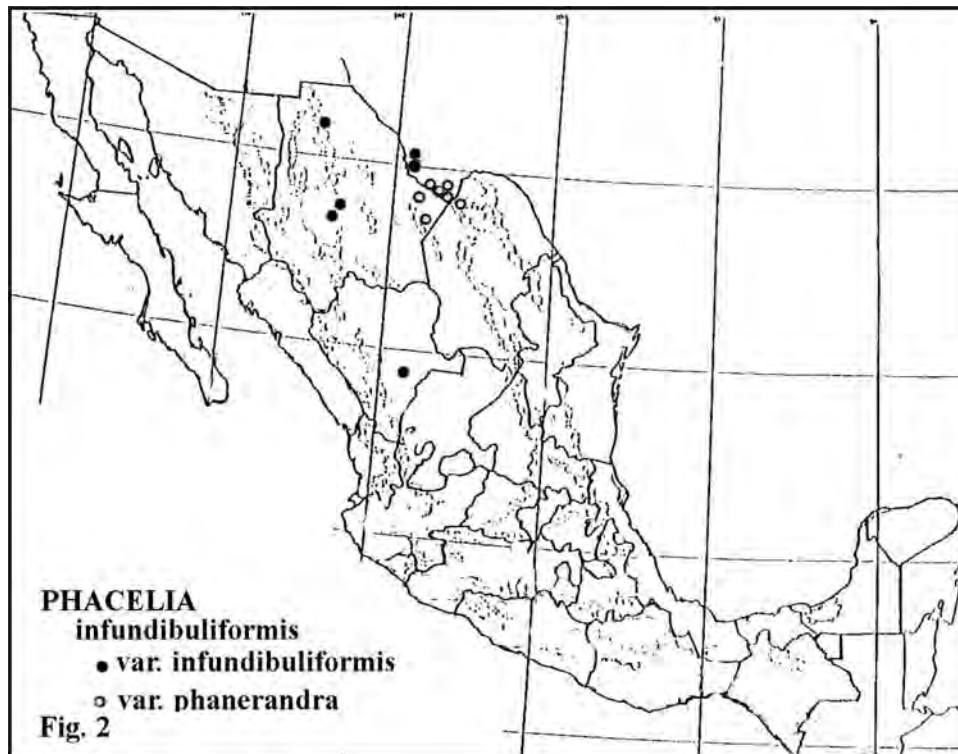 PHACELIA
infundibuliformis
● var. infundibuliformis
○ var. phanerandra
Fig. 2